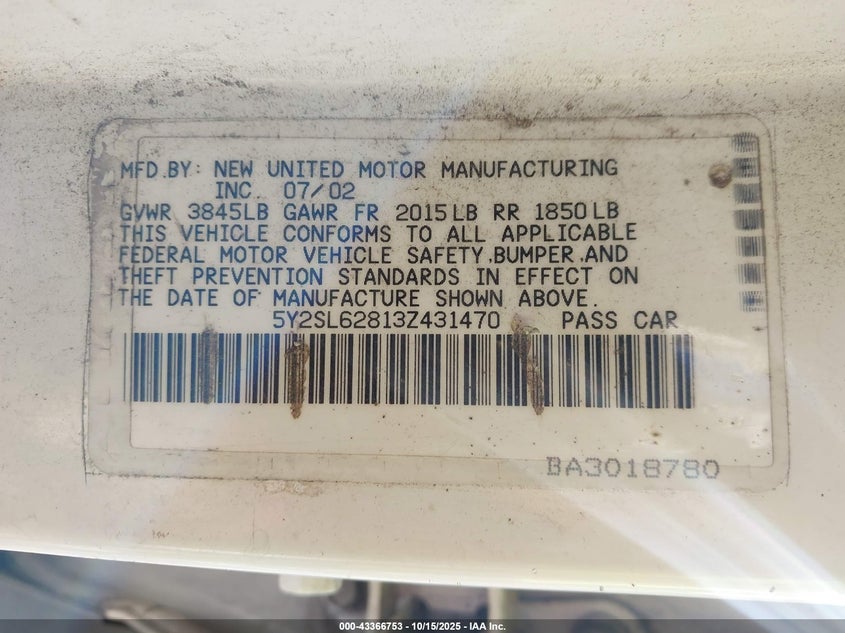 MFD.BY: NEW UNITED MOTOR MANUFACTURING
INC. 07/02
GVWR 3845LB GAWR FR 2015LB RR 1850LB
THIS VEHICLE CONFORMS TO ALL APPLICABLE
FEDERAL MOTOR VEHICLE SAFETY,BUMPER,AND
THEFT PREVENTION STANDARDS IN EFFECT ON
THE DATE OF MANUFACTURE SHOWN ABOVE.
5Y2SL62813Z431470 PASS CAR
BA3018780
000-43366753 - 10/15/2025 - IAA Inc.